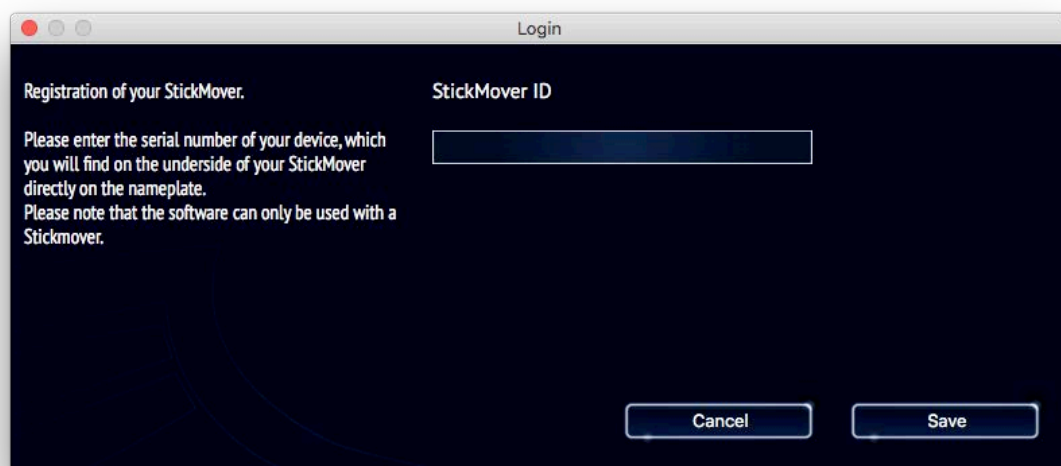 Login
Registration of your StickMover.
Please enter the serial number of your device, which
you will find on the underside of your StickMover
directly on the nameplate.
Please note that the software can only be used with a
Stickmover.
StickMover ID
Cancel
Save